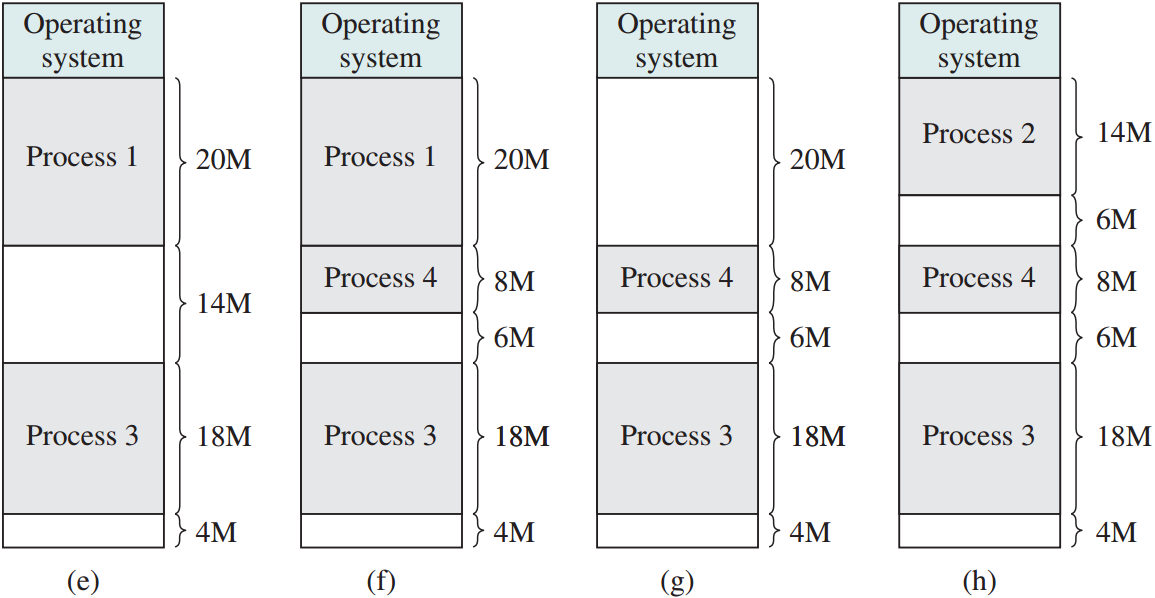 Operating
system
Process 1
20M
14M
Process 3
18M
4M
(e)
Operating
system
Process 1
20M
Process 4
8M
6M
Process 3
18M
4M
(f)
Operating
system
20M
Process 4
8M
6M
Process 3
18M
4M
(g)
Operating
system
Process 2
14M
6M
Process 4
8M
6M
Process 3
18M
4M
(h)